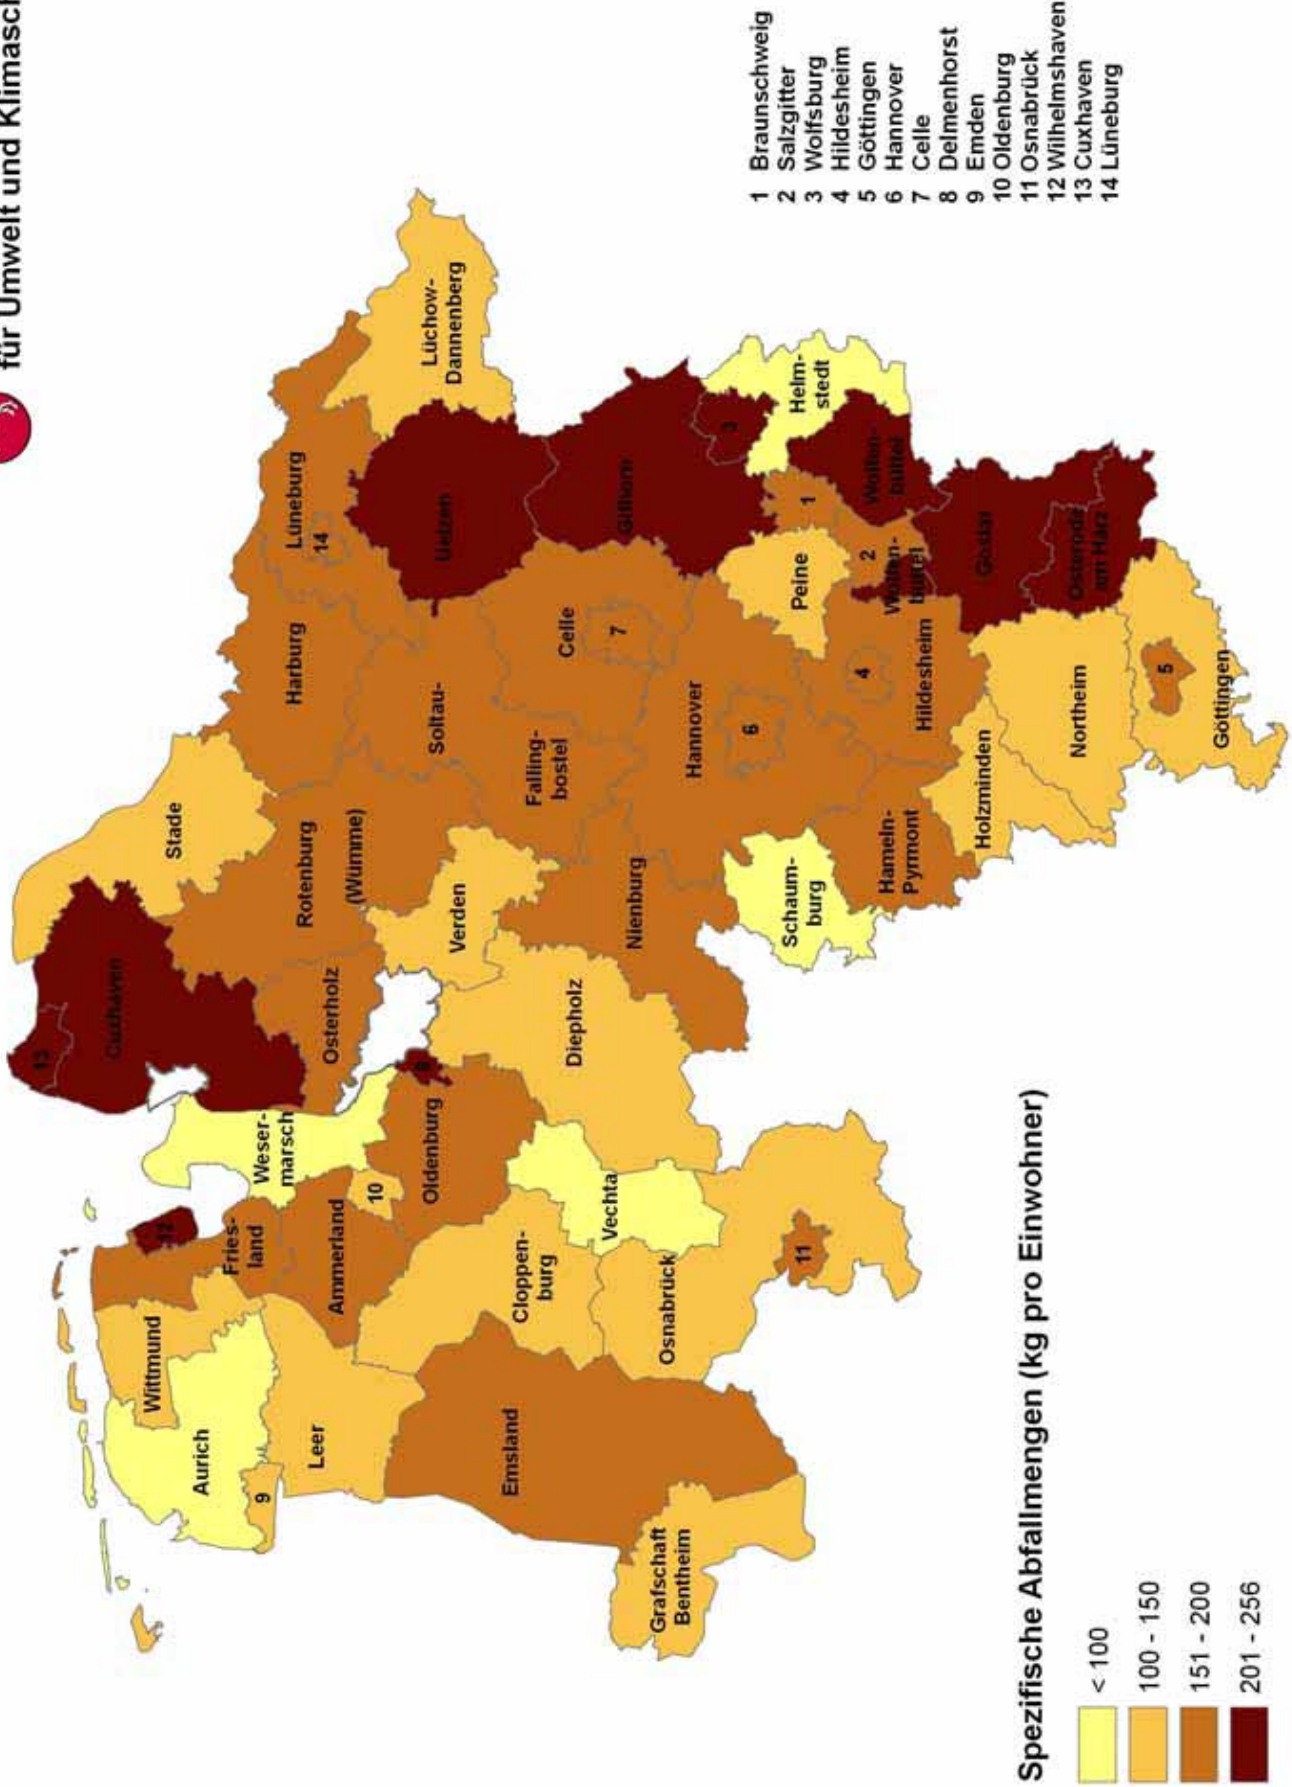 für Umwelt und Klimasch
Aurich
Wittmund
Fries-
land
12
Weser-
marsch
13
Cuxhaven
Stade
9
Leer
Ammerland
10
Oldenburg
8
Osterholz
Rotenburg
(Wümme)
Harburg
Lüneburg
14
Lüchow-
Dannenberg
Emsland
Cloppen-
burg
Vechta
Diepholz
Verden
Soltau-
Falling-
bostel
Celle
7
Uelzen
Grafschaft
Bentheim
Osnabrück
11
Nienburg
Hannover
6
Gifhorn
3
Schaum-
burg
Hameln-
Pyrmont
Hildesheim
4
Peine
1
2
Wolfen-
büttel
Wolfen-
büttel
Helm-
stedt
Holzminden
Northeim
Goslar
Osterode
am Harz
Göttingen
5
1 Braunschweig
2 Salzgitter
3 Wolfsburg
4 Hildesheim
5 Göttingen
6 Hannover
7 Celle
8 Delmenhorst
9 Emden
10 Oldenburg
11 Osnabrück
12 Wilhelmshaven
13 Cuxhaven
14 Lüneburg
Spezifische Abfallmengen (kg pro Einwohner)
< 100
100 - 150
151 - 200
201 - 256